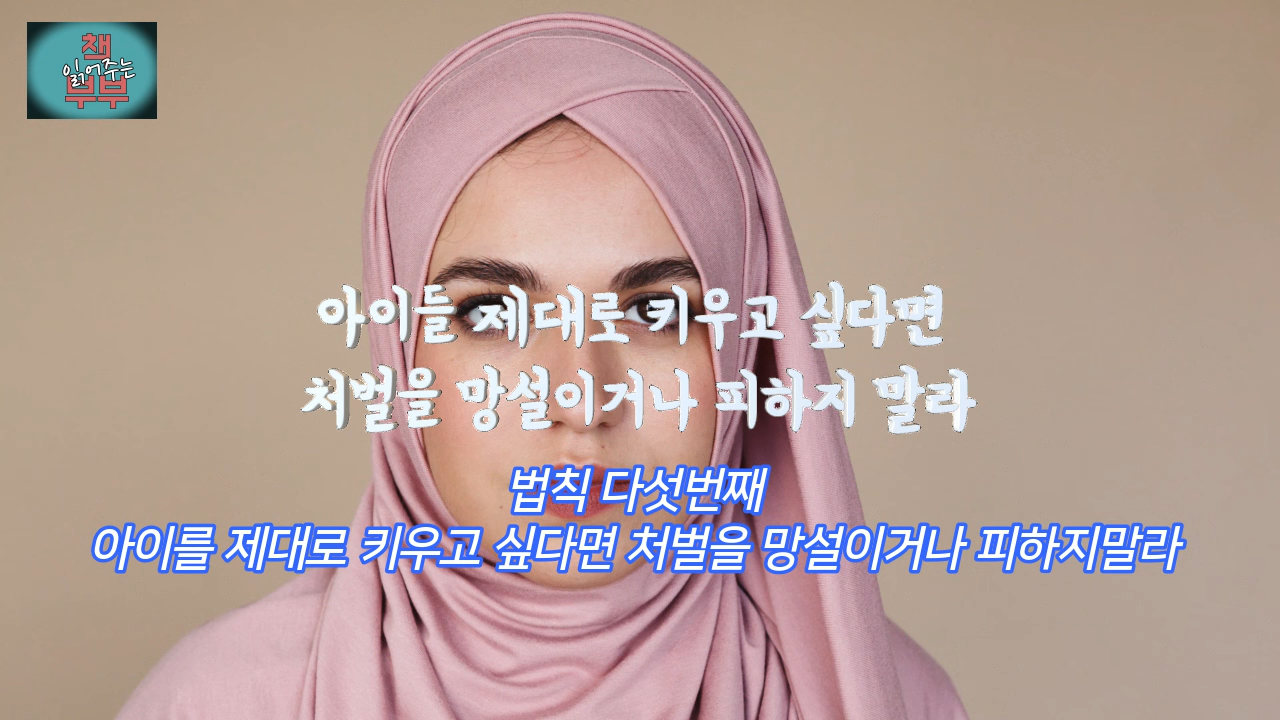 책
읽어주는
부부
아이들 제대로 키우고 싶다면
처벌을 망설이거나 피하지 말라
법칙 다섯번째
아이를 제대로 키우고 싶다면 처벌을 망설이거나 피하지말라